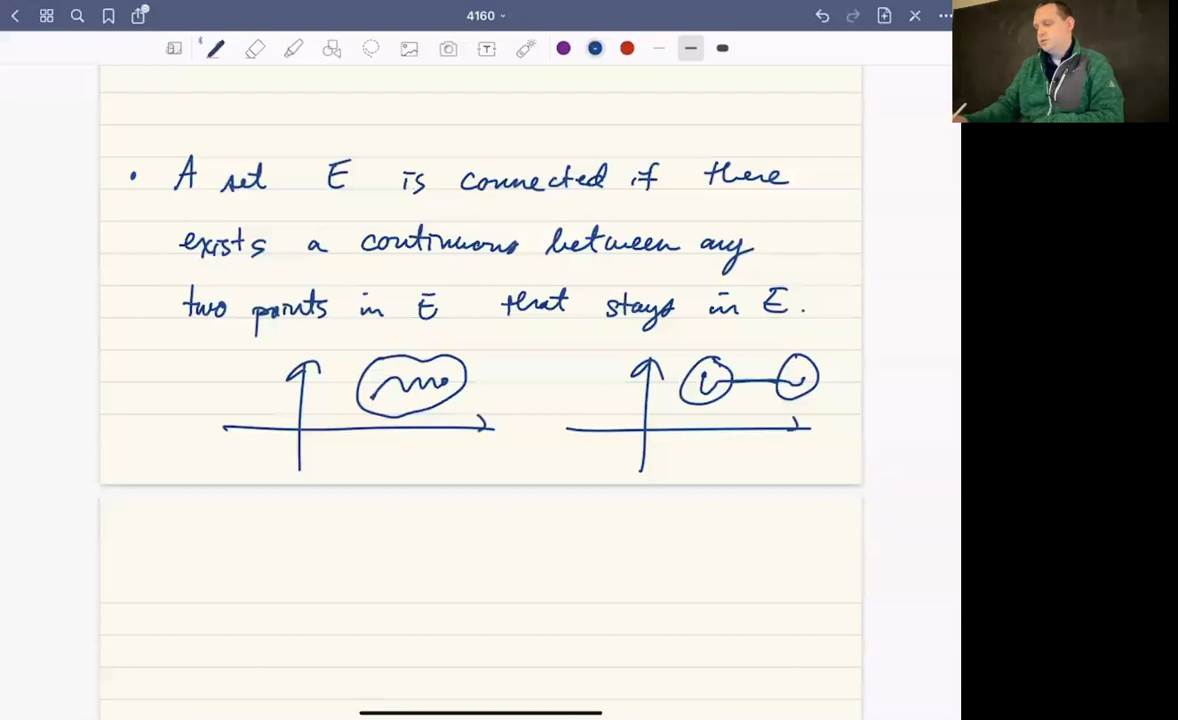 4160
• A set E is connected if there
exists a continuous between any
two points in E that stays in E.